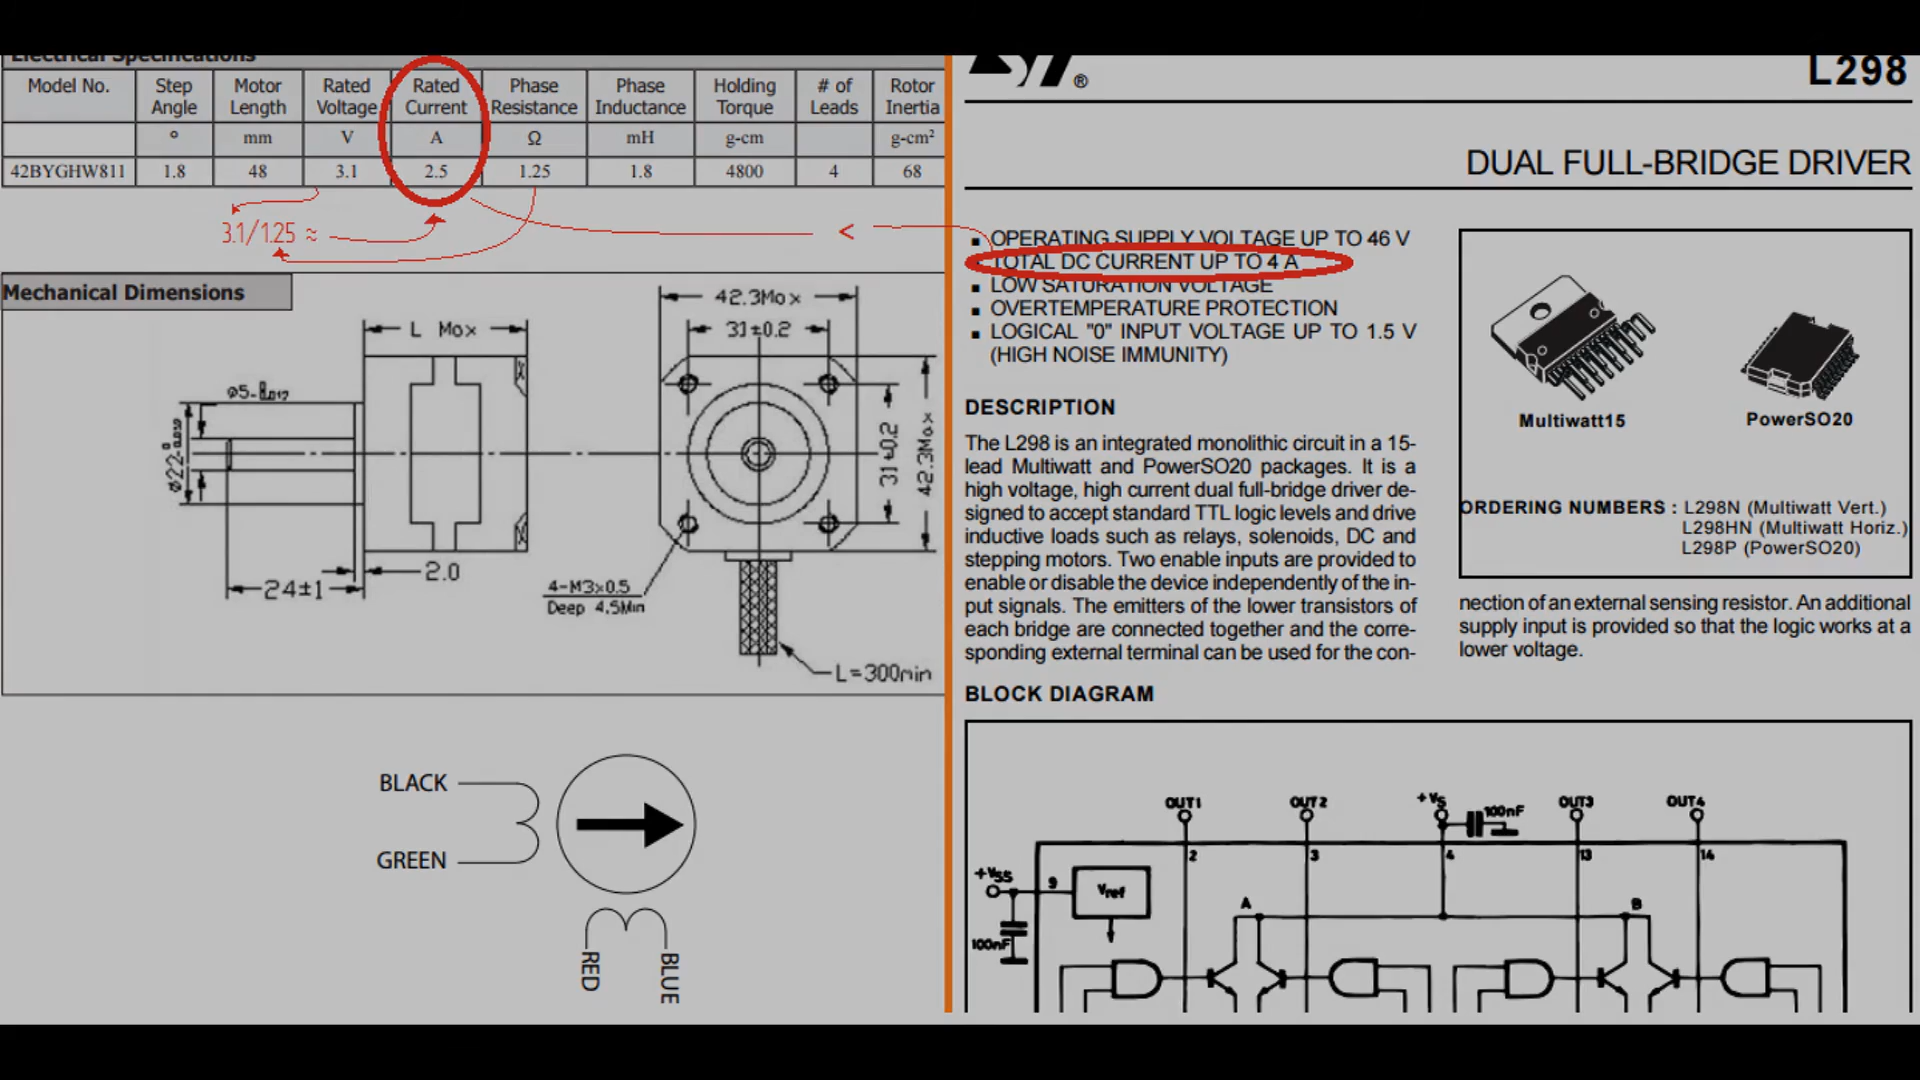 Electrical Specifications
Model No. Step Angle Motor Length Rated Voltage Rated Current Phase Resistance Phase Inductance Holding Torque # of Leads Rotor Inertia
° mm V A Ω mH g-cm g-cm²
42BYGHW811 1.8 48 3.1 2.5 1.25 1.8 4800 4 68
3.1/1.25 ≈
<
Mechanical Dimensions
L Max
42.3Max
31±0.2
31±0.2
42.3Max
24±1
2.0
4-M3x0.5
Deep 4.5Min
L=300min
BLACK
GREEN
RED
BLUE
®
L298
DUAL FULL-BRIDGE DRIVER
▪ OPERATING SUPPLY VOLTAGE UP TO 46 V
TOTAL DC CURRENT UP TO 4 A
▪ LOW SATURATION VOLTAGE
▪ OVERTEMPERATURE PROTECTION
▪ LOGICAL "0" INPUT VOLTAGE UP TO 1.5 V
(HIGH NOISE IMMUNITY)
DESCRIPTION
The L298 is an integrated monolithic circuit in a 15-
lead Multiwatt and PowerSO20 packages. It is a
high voltage, high current dual full-bridge driver de-
signed to accept standard TTL logic levels and drive
inductive loads such as relays, solenoids, DC and
stepping motors. Two enable inputs are provided to
enable or disable the device independently of the in-
put signals. The emitters of the lower transistors of
each bridge are connected together and the corre-
sponding external terminal can be used for the con-
Multiwatt15
PowerSO20
ORDERING NUMBERS : L298N (Multiwatt Vert.)
L298HN (Multiwatt Horiz.)
L298P (PowerSO20)
nection of an external sensing resistor. An additional
supply input is provided so that the logic works at a
lower voltage.
BLOCK DIAGRAM
OUT1 OUT2 +VS 100nF OUT3 OUT4
2 3 4 13 14
+VSS 9 Vref
A B
100nF